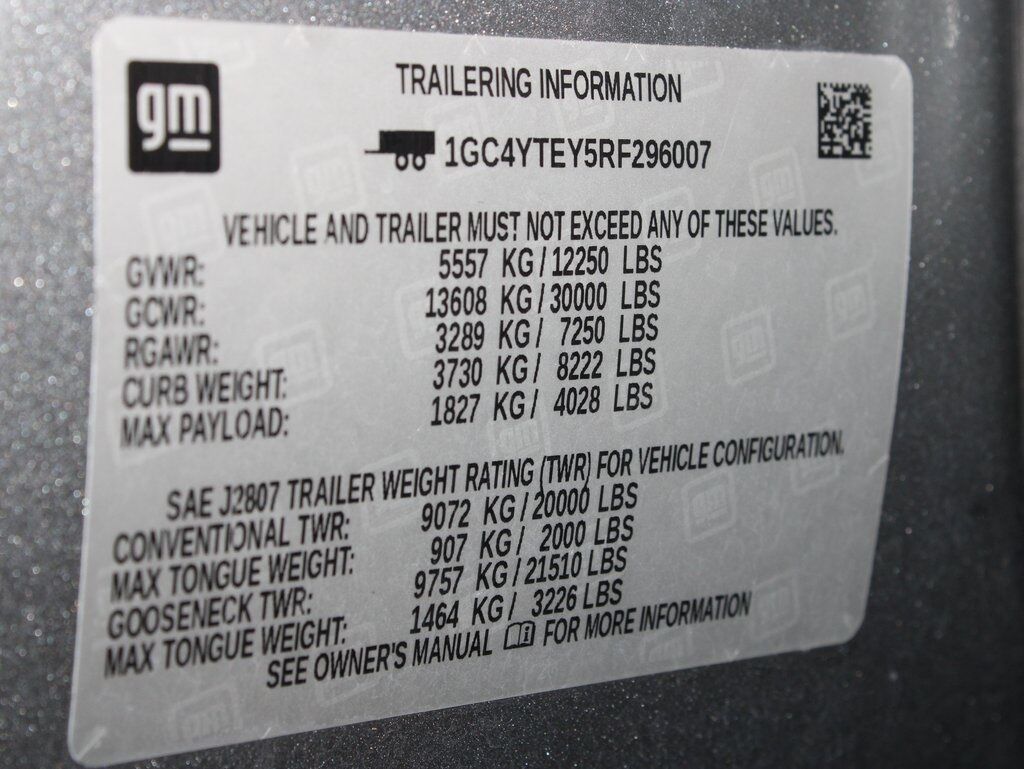 gm
TRAILERING INFORMATION
1GC4YTEY5RF296007
VEHICLE AND TRAILER MUST NOT EXCEED ANY OF THESE VALUES.
GVWR: 5557 KG/12250 LBS
GCWR: 13608 KG/30000 LBS
RGAWR: 3289 KG/ 7250 LBS
CURB WEIGHT: 3730 KG/ 8222 LBS
MAX PAYLOAD: 1827 KG/ 4028 LBS
SAE J2807 TRAILER WEIGHT RATING (TWR) FOR VEHICLE CONFIGURATION.
CONVENTIONAL TWR: 9072 KG/20000 LBS
MAX TONGUE WEIGHT: 907 KG/ 2000 LBS
GOOSENECK TWR: 9757 KG/21510 LBS
MAX TONGUE WEIGHT: 1464 KG/ 3226 LBS
SEE OWNER'S MANUAL FOR MORE INFORMATION